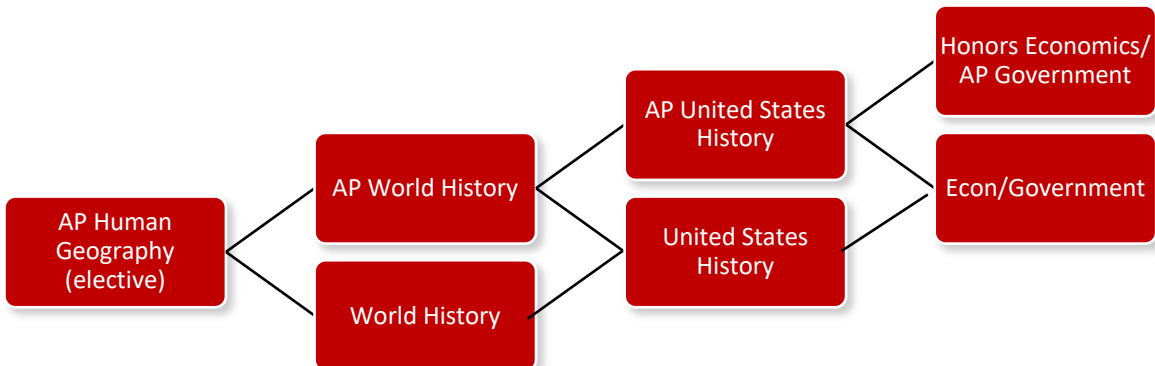 AP Human
Geography
(elective)
AP World History
World History
AP United States
History
United States
History
Honors Economics/
AP Government
Econ/Government